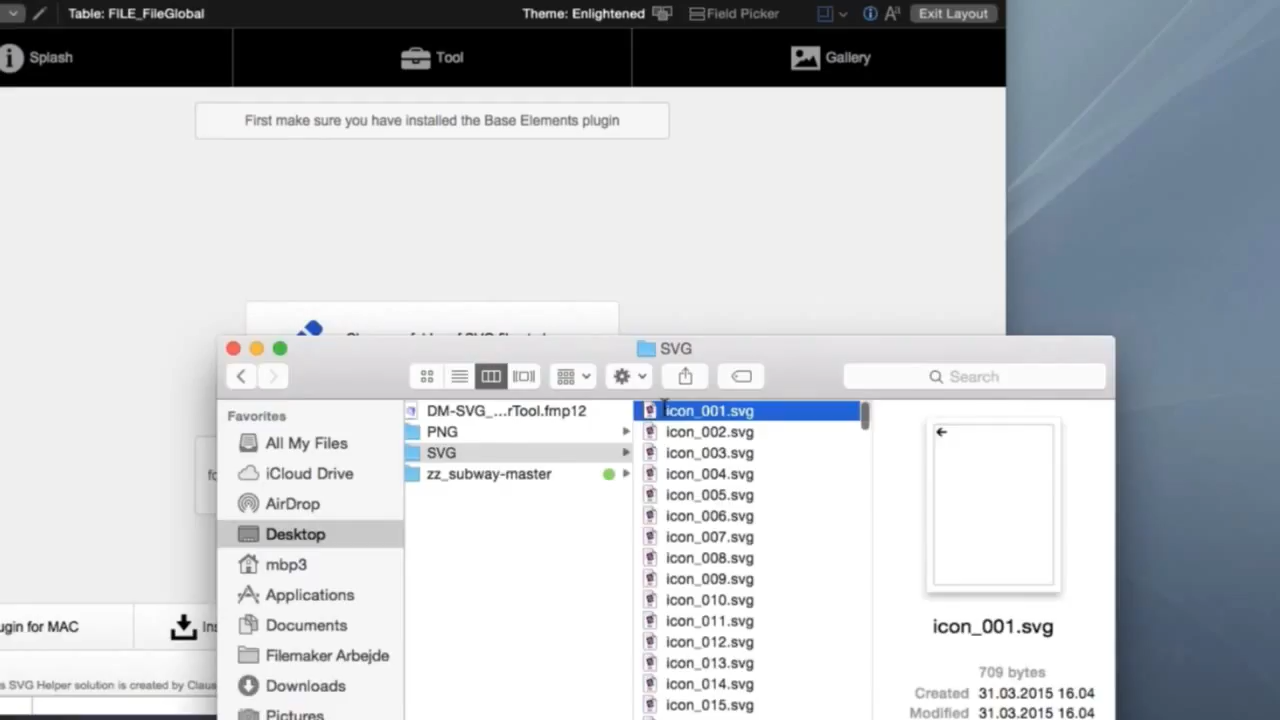 Table: FILE_FileGlobal
Theme: Enlightened
Field Picker
Exit Layout
Splash
Tool
Gallery
First make sure you have installed the Base Elements plugin
SVG
Search
Favorites
All My Files
iCloud Drive
AirDrop
Desktop
mbp3
Applications
Documents
Filemaker Arbejde
Downloads
Pictures
DM-SVG_...rTool.fmp12
PNG
SVG
zz_subway-master
icon_001.svg
icon_002.svg
icon_003.svg
icon_004.svg
icon_005.svg
icon_006.svg
icon_007.svg
icon_008.svg
icon_009.svg
icon_010.svg
icon_011.svg
icon_012.svg
icon_013.svg
icon_014.svg
icon_015.svg
icon_001.svg
709 bytes
Created 31.03.2015 16.04
Modified 31.03.2015 16.04
ugin for MAC
Ins
s SVG Helper solution is created by Claus